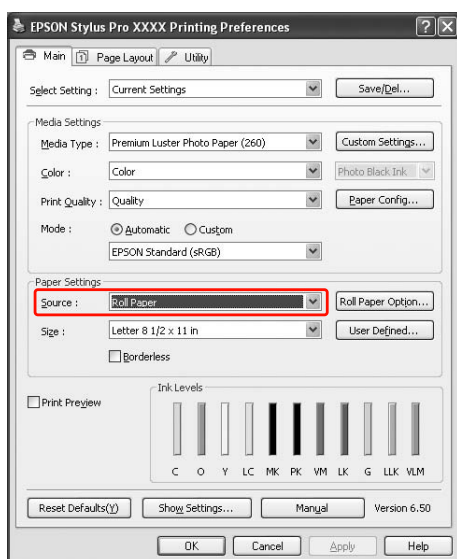 EPSON Stylus Pro XXXX Printing Preferences
Main Page Layout Utility
Select Setting : Current Settings Save/Del...
Media Settings
Media Type : Premium Luster Photo Paper (260) Custom Settings...
Color : Color Photo Black Ink
Print Quality : Quality Paper Config...
Mode : Automatic Custom
EPSON Standard (sRGB)
Paper Settings
Source : Roll Paper Roll Paper Option...
Size : Letter 8 1/2 x 11 in User Defined...
Borderless
Print Preview Ink Levels
C O Y LC MK PK VM LK G LLK VLM
Reset Defaults(Y) Show Settings... Manual Version 6.50
OK Cancel Apply Help